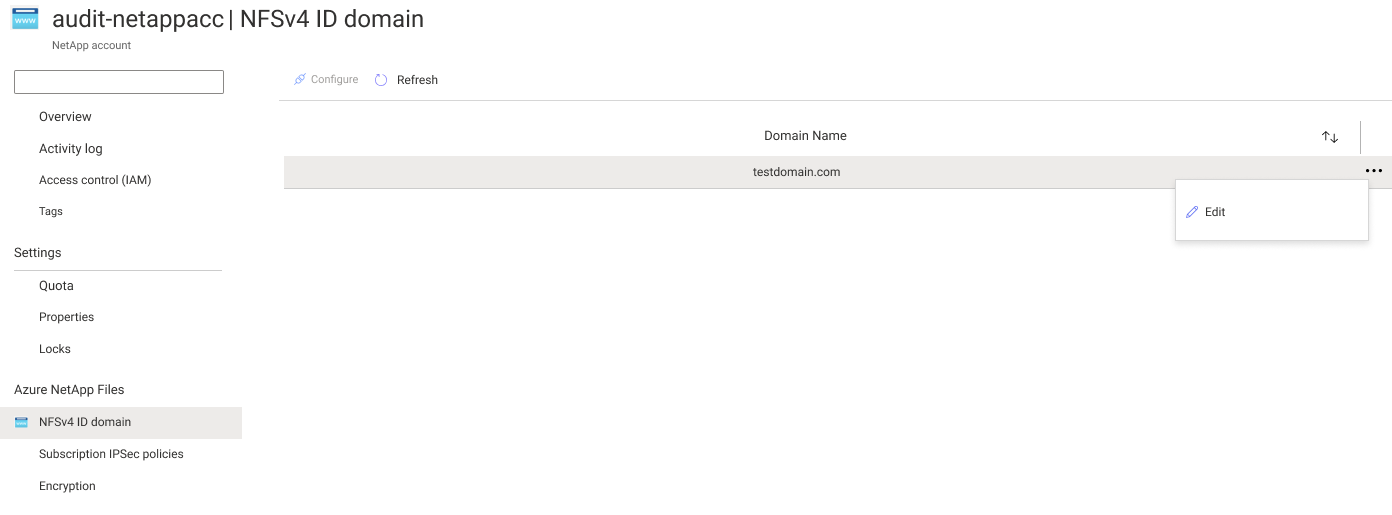 www
audit-netappacc | NFSv4 ID domain
NetApp account
Configure
Refresh
Overview
Activity log
Access control (IAM)
Tags
Settings
Quota
Properties
Locks
Azure NetApp Files
www
NFSv4 ID domain
Subscription IPSec policies
Encryption
Domain Name
testdomain.com
Edit